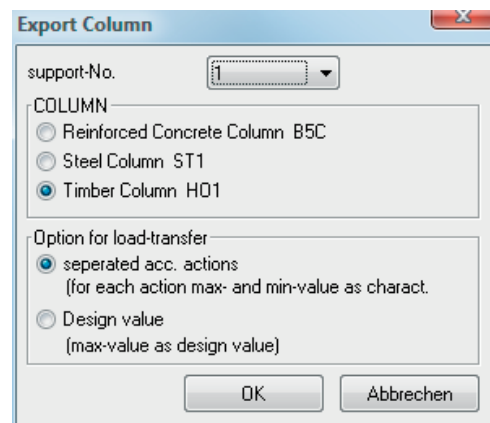 Export Column
support-No. 1
COLUMN
Reinforced Concrete Column B5C
Steel Column ST1
Timber Column HO1
Option for load-transfer
seperated acc. actions
(for each action max- and min-value as charact.
Design value
(max-value as design value)
OK Abbrechen